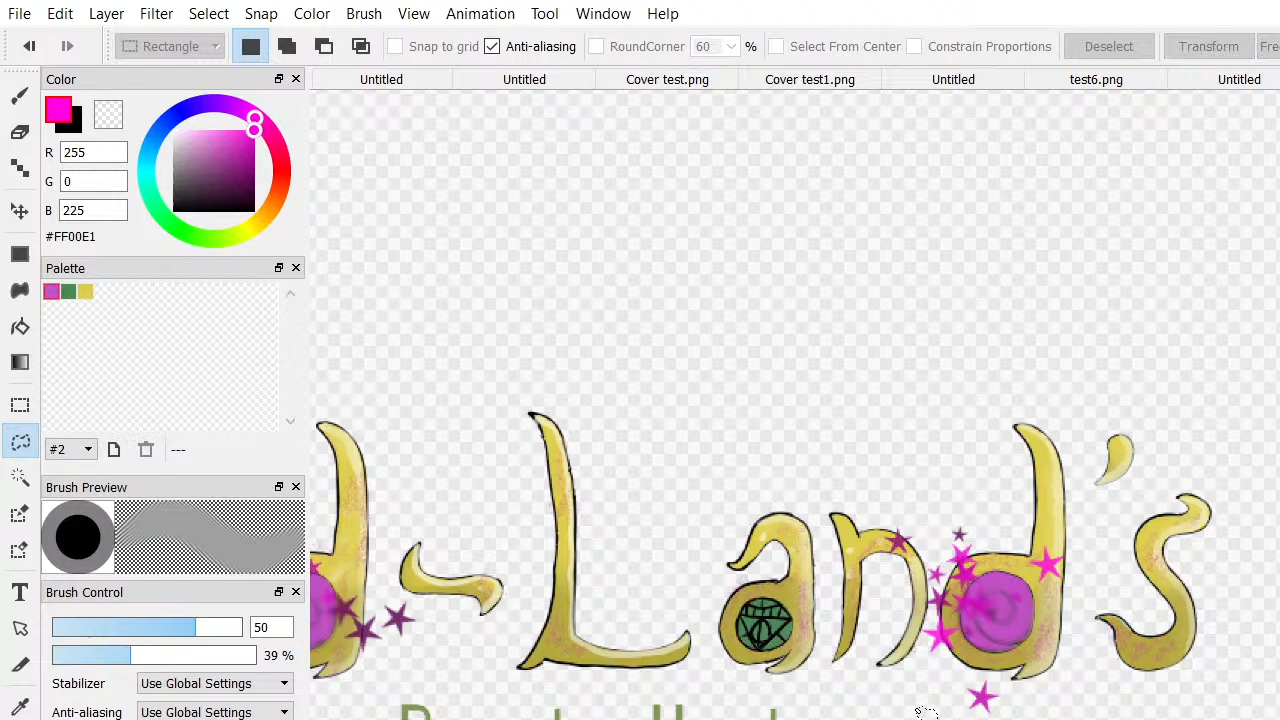 File Edit Layer Filter Select Snap Color Brush View Animation Tool Window Help
Rectangle Snap to grid Anti-aliasing RoundCorner 60 % Select From Center Constrain Proportions Deselect Transform
Color Untitled Untitled Cover test.png Cover test1.png Untitled test6.png Untitled
R 255
G 0
B 225
#FF00E1
Palette
#2 ---
Brush Preview
Brush Control
50
39 %
Stabilizer Use Global Settings
Anti-aliasing Use Global Settings
d~Land's